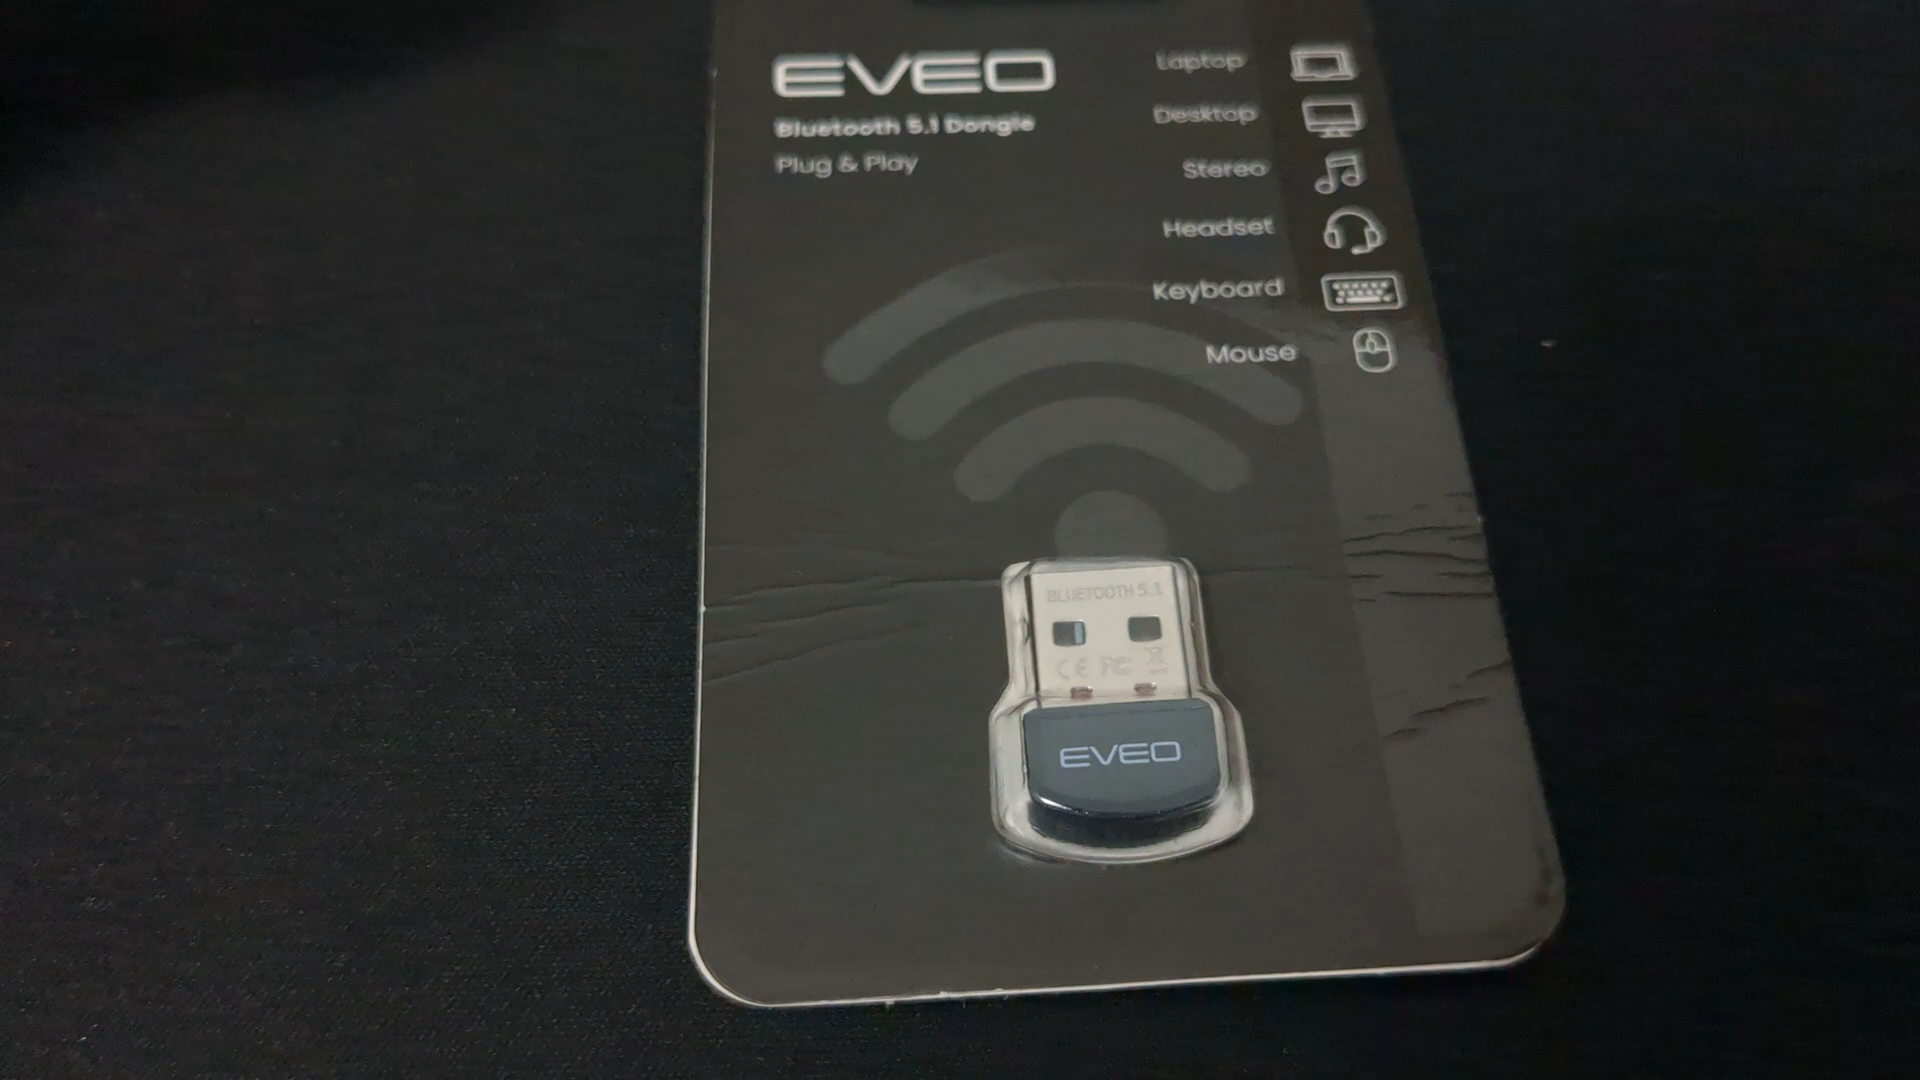 EVEO
Bluetooth 5.1 Dongle
Plug & Play
Laptop
Desktop
Stereo
Headset
Keyboard
Mouse
BLUETOOTH 5.1
CE FC
EVEO